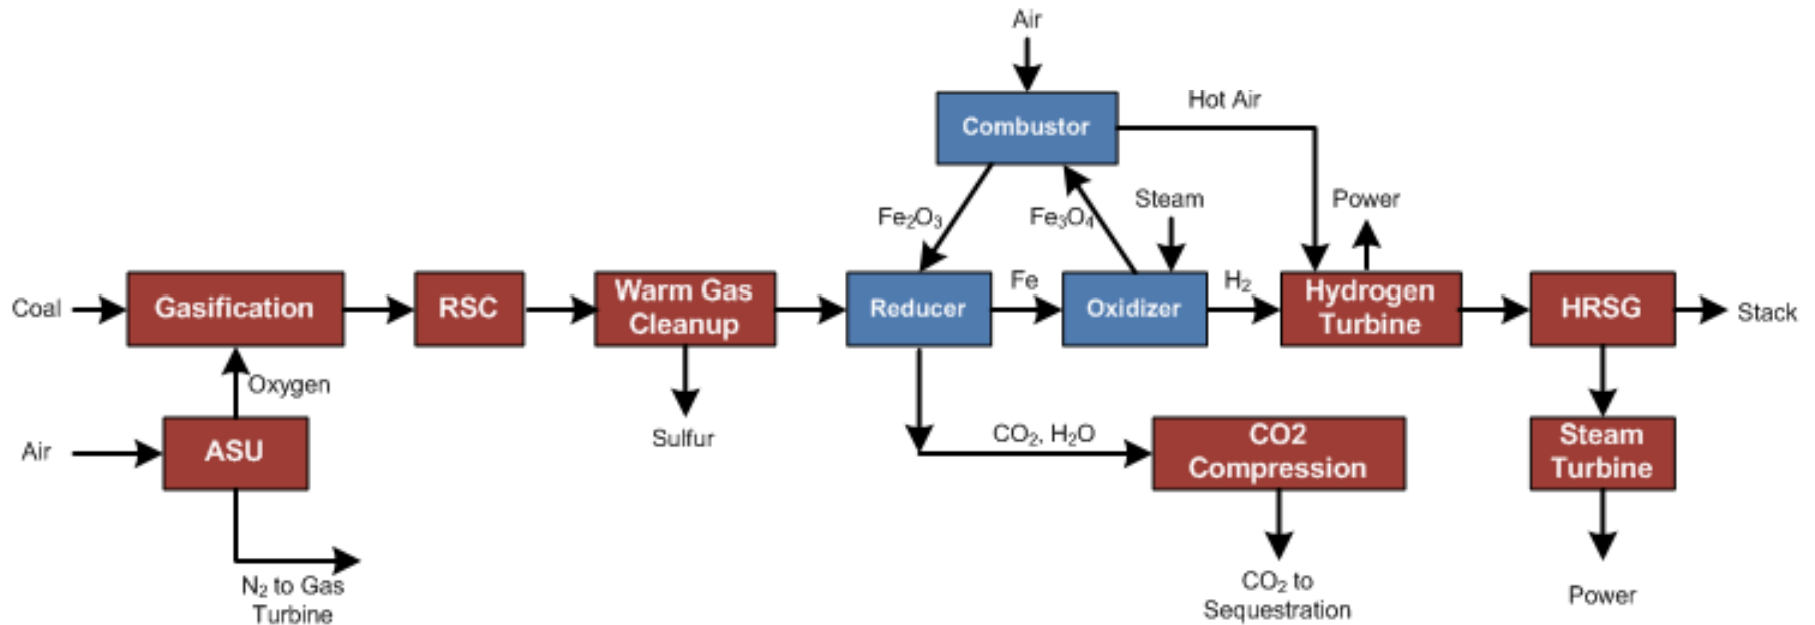 Air
Combustor
Hot Air
Fe₂O₃
Fe₃O₄
Steam
Power
Coal
Gasification
RSC
Warm Gas
Cleanup
Reducer
Fe
Oxidizer
H₂
Hydrogen
Turbine
HRSG
Stack
Oxygen
Air
ASU
Sulfur
CO₂, H₂O
CO2
Compression
Steam
Turbine
N₂ to Gas
Turbine
CO₂ to
Sequestration
Power